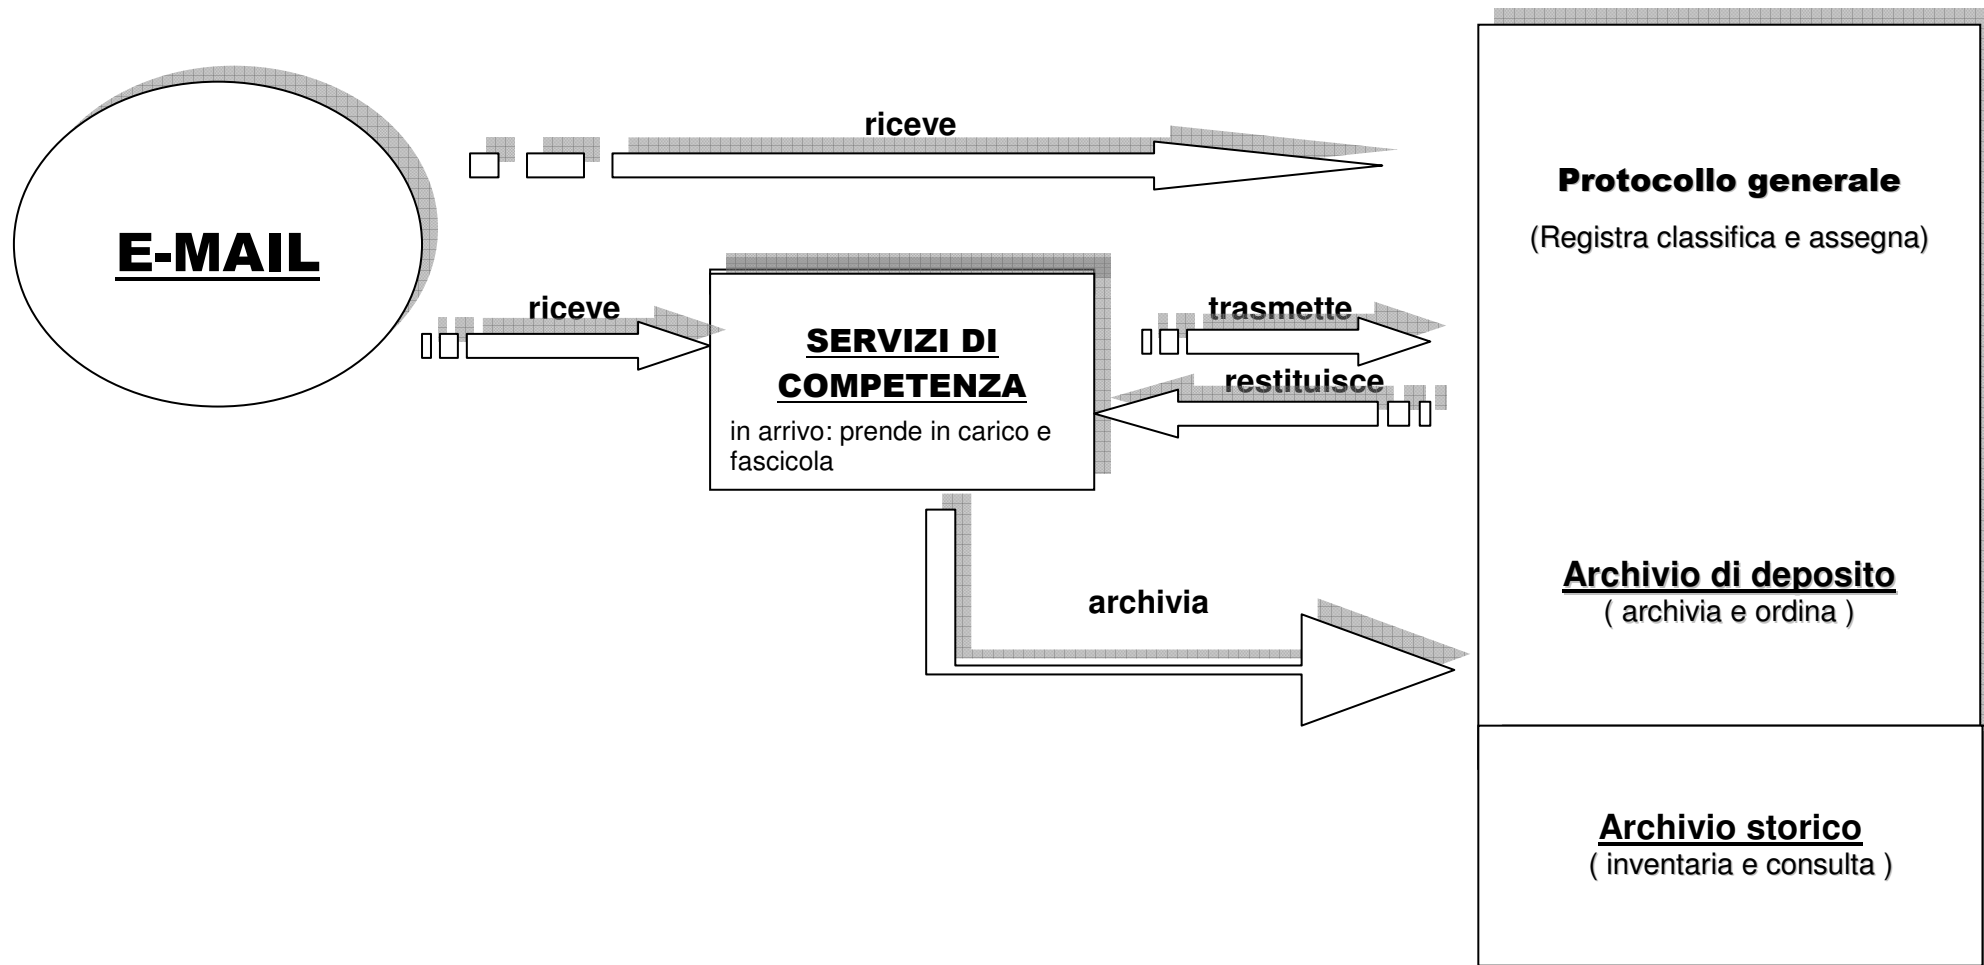 riceve
Protocollo generale
(Registra classifica e assegna)
E-MAIL
riceve
trasmette
SERVIZI DI
COMPETENZA
restituisce
in arrivo: prende in carico e
fascicola
Archivio di deposito
( archivia e ordina )
archivia
Archivio storico
( inventaria e consulta )